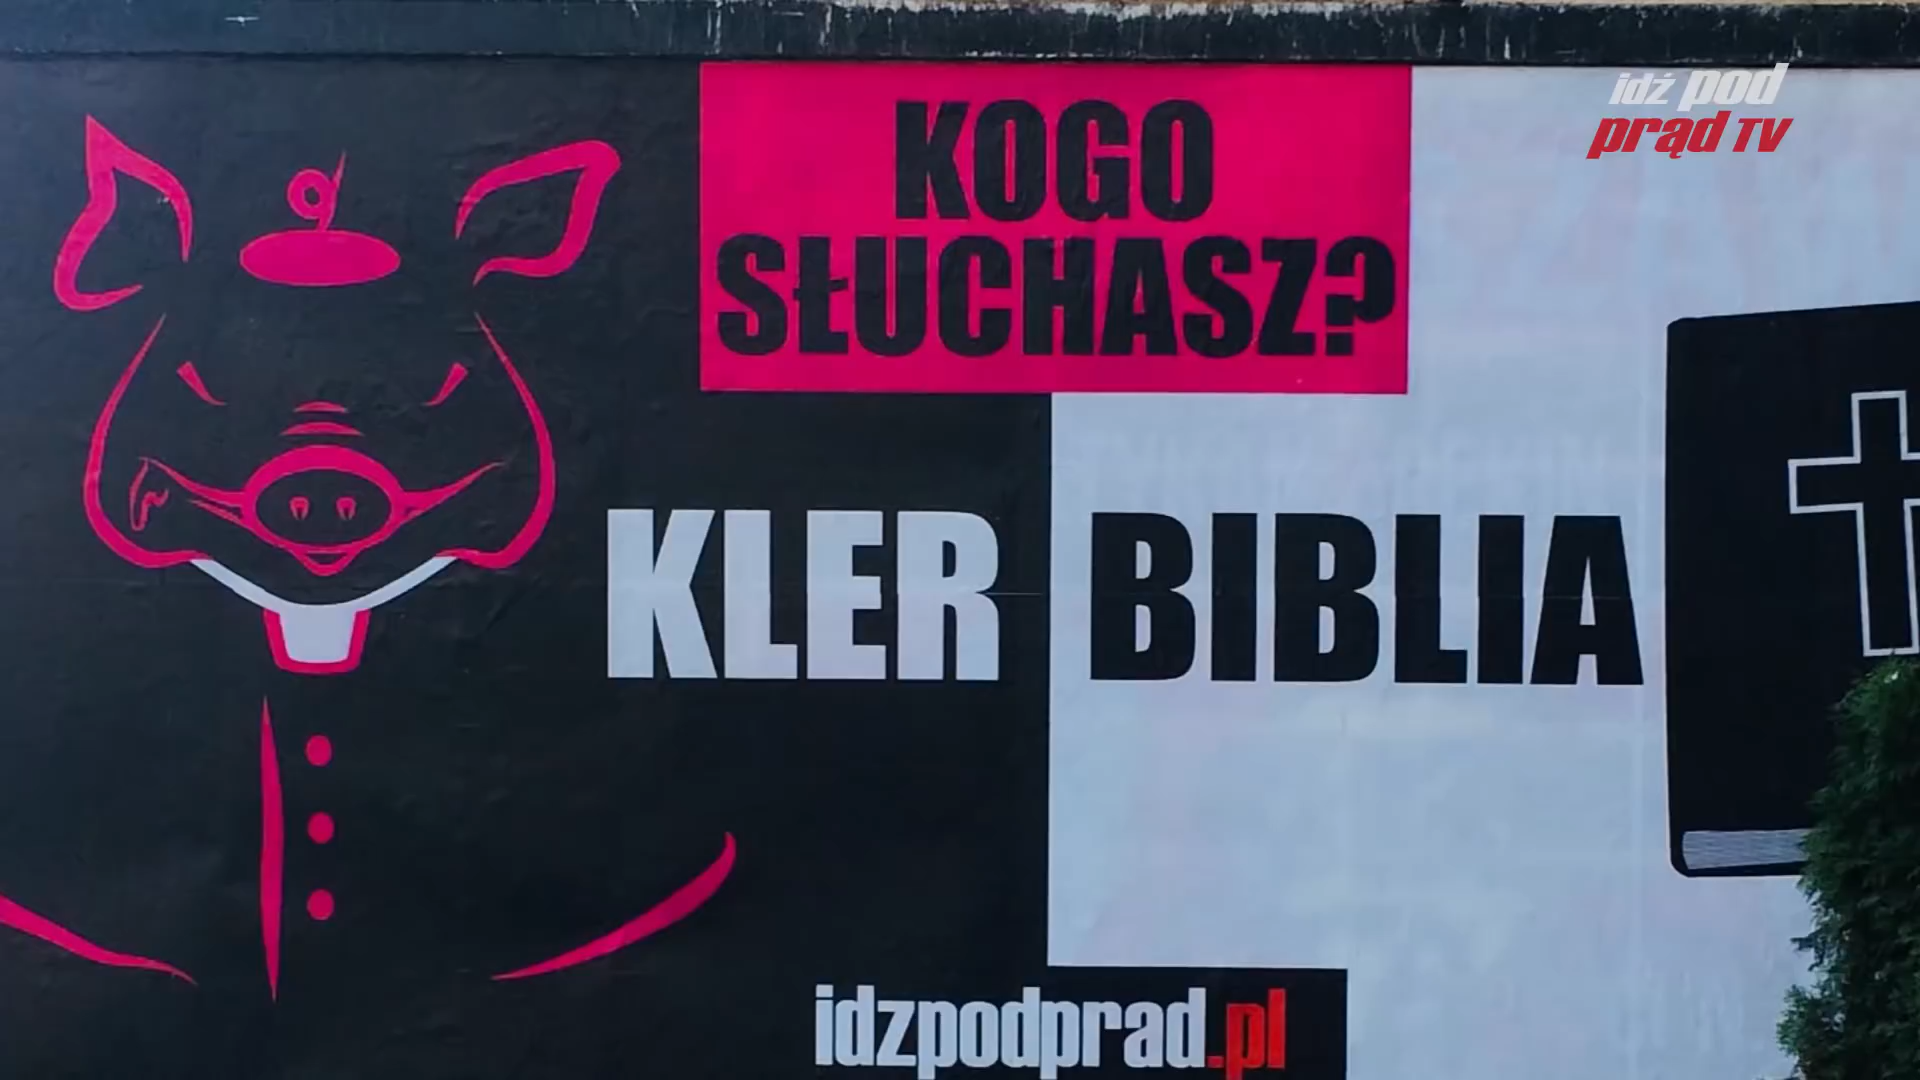 idź pod
prąd TV
KOGO
SŁUCHASZ?
KLER BIBLIA
idzpodprad.pl